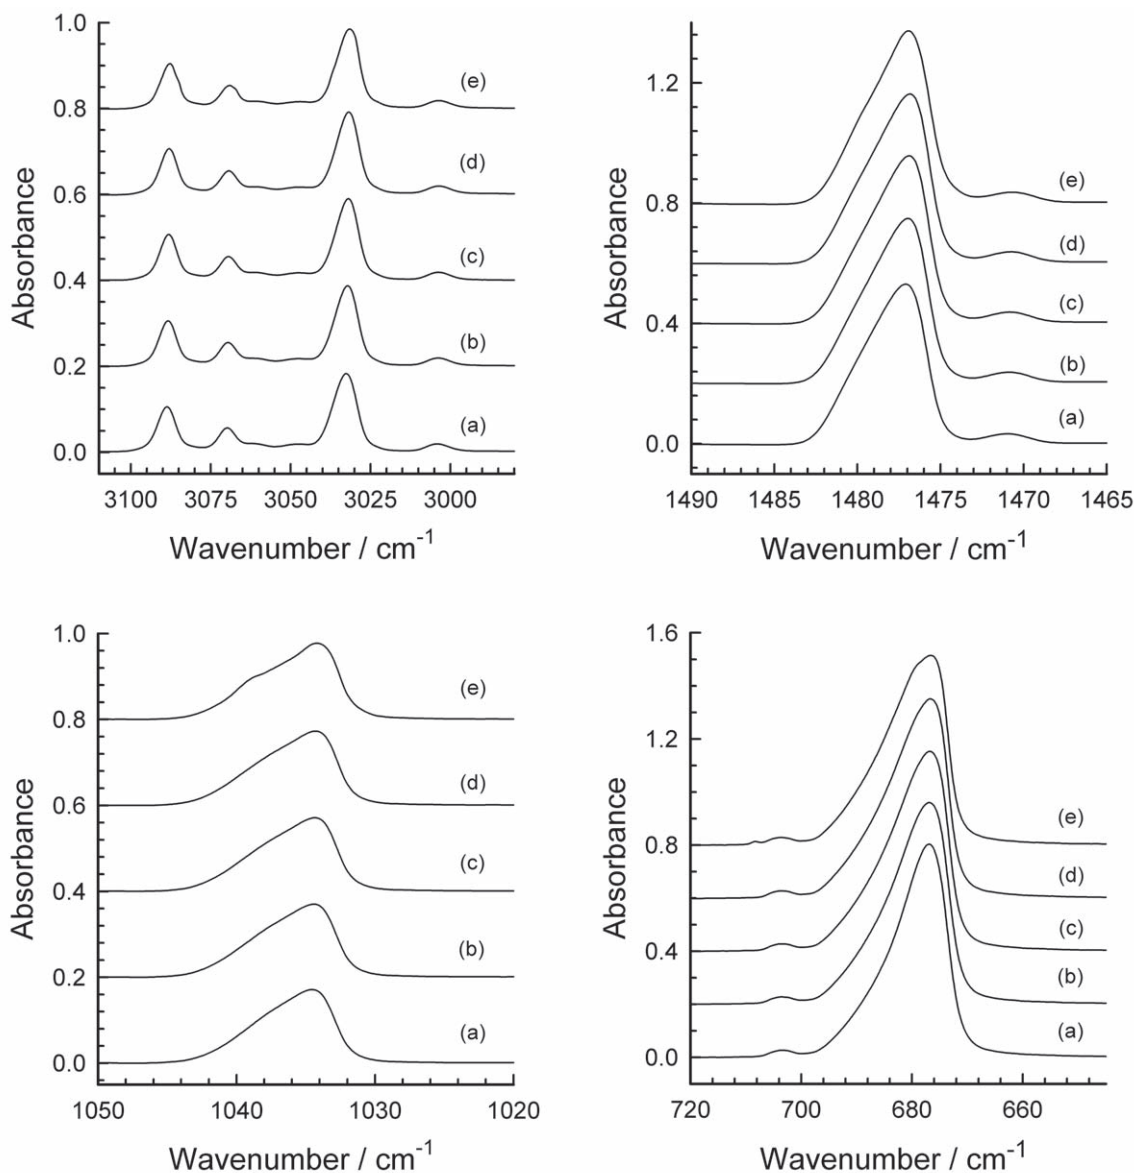 1.0
0.8
0.6
0.4
0.2
0.0
Absorbance
(e)
(d)
(c)
(b)
(a)
3100 3075 3050 3025 3000
Wavenumber / cm⁻¹
1.2
0.8
0.4
0.0
Absorbance
(e)
(d)
(c)
(b)
(a)
1490 1485 1480 1475 1470 1465
Wavenumber / cm⁻¹
1.0
0.8
0.6
0.4
0.2
0.0
Absorbance
(e)
(d)
(c)
(b)
(a)
1050 1040 1030 1020
Wavenumber / cm⁻¹
1.6
1.2
0.8
0.4
0.0
Absorbance
(e)
(d)
(c)
(b)
(a)
720 700 680 660
Wavenumber / cm⁻¹